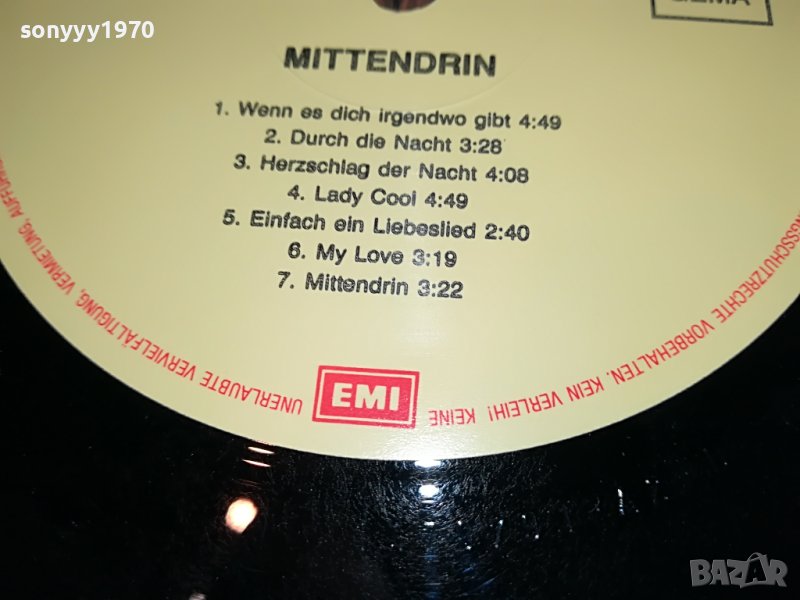 sonyyy1970
GEMA
MITTENDRIN
1. Wenn es dich irgendwo gibt 4:49
2. Durch die Nacht 3:28
3. Herzschlag der Nacht 4:08
4. Lady Cool 4:49
5. Einfach ein Liebeslied 2:40
6. My Love 3:19
7. Mittendrin 3:22
EMI
UNERLAUBTE VERVIELFÄLTIGUNG, VERMIETUNG,
VORBEHALTEN. KEIN VERLEIH! KEINE
BAZAR